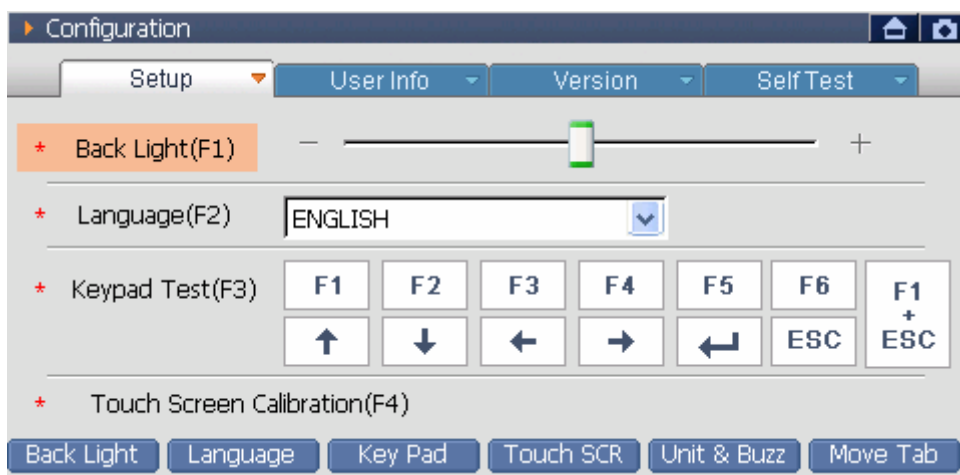 Configuration
Setup User Info Version Self Test
* Back Light(F1) − +
* Language(F2) ENGLISH
* Keypad Test(F3) F1 F2 F3 F4 F5 F6 F1 + ESC
↑ ↓ ← → ↵ ESC
* Touch Screen Calibration(F4)
Back Light Language Key Pad Touch SCR Unit & Buzz Move Tab